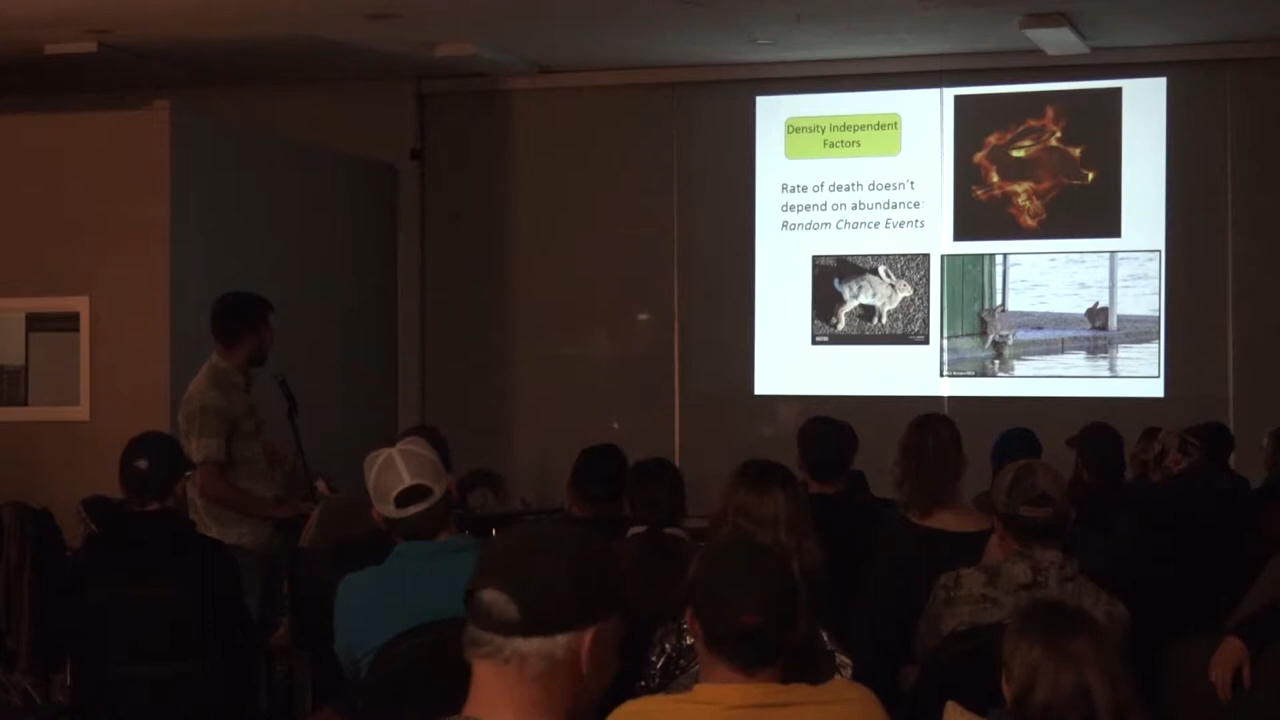 Density Independent
Factors
Rate of death doesn't
depend on abundance:
Random Chance Events